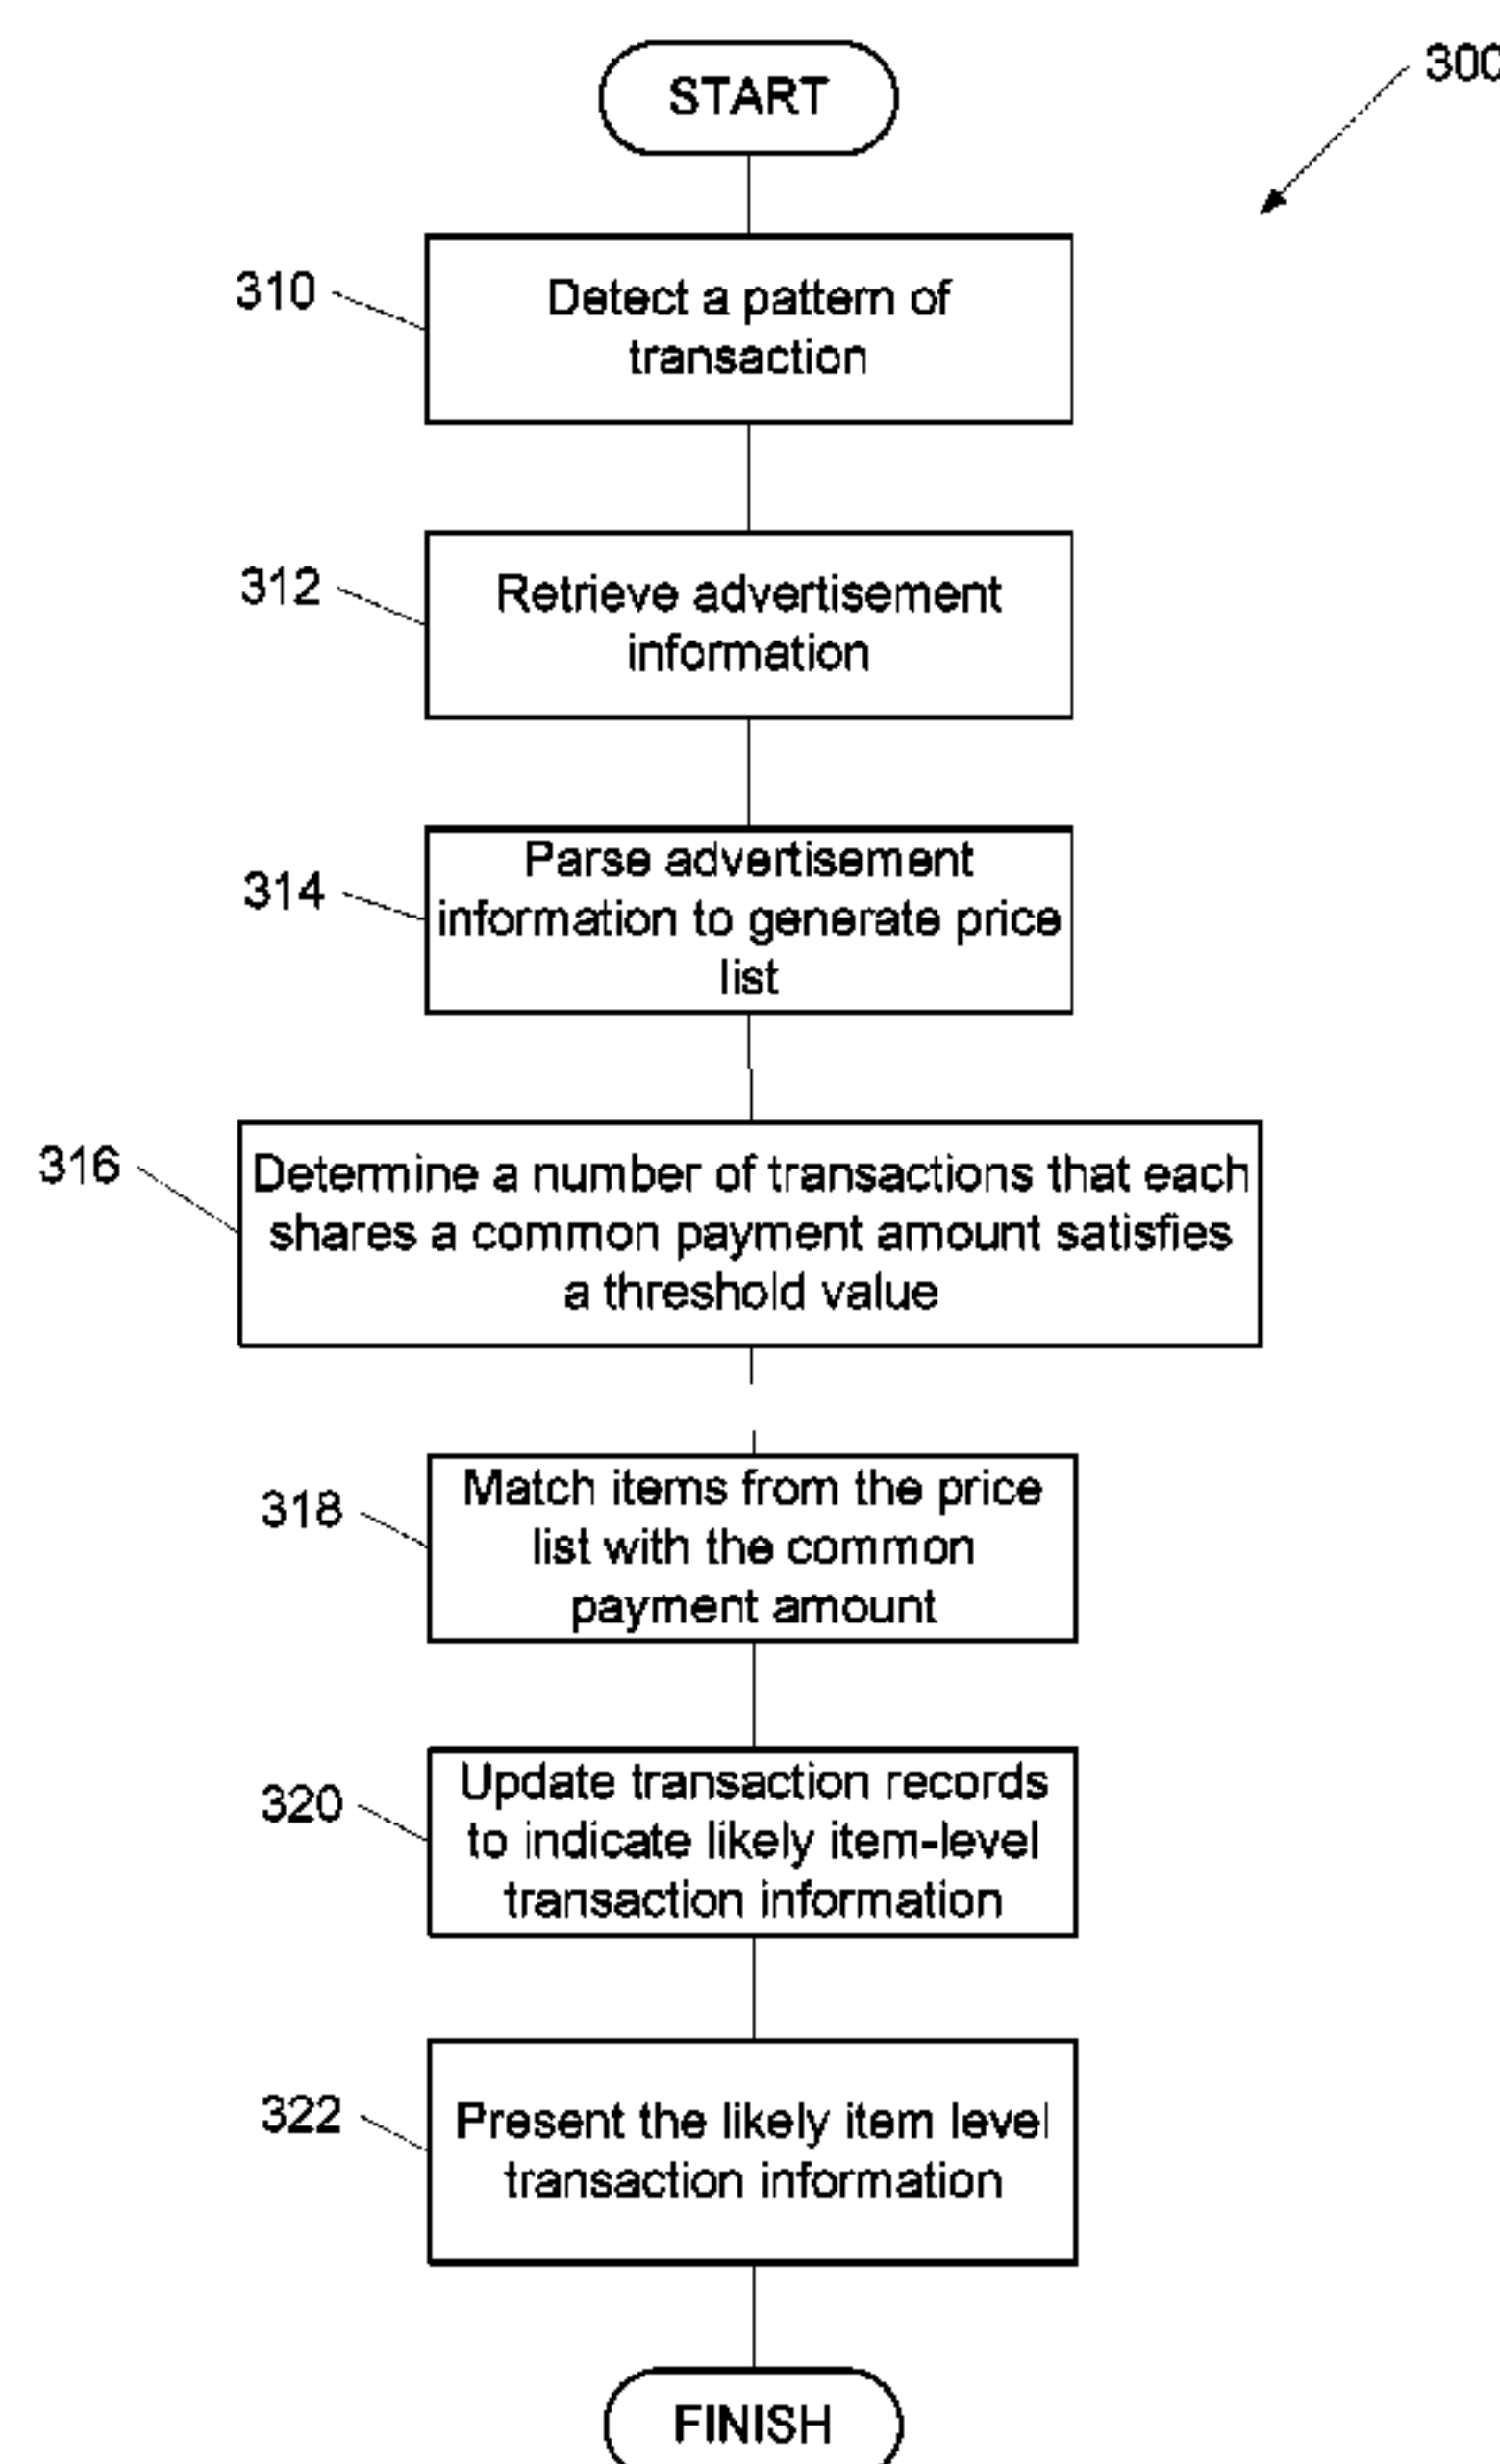 START
300
310
Detect a pattern of
transaction
312
Retrieve advertisement
information
314
Parse advertisement
information to generate price
list
316
Determine a number of transactions that each
shares a common payment amount satisfies
a threshold value
318
Match items from the price
list with the common
payment amount
320
Update transaction records
to indicate likely item-level
transaction information
322
Present the likely item level
transaction information
FINISH